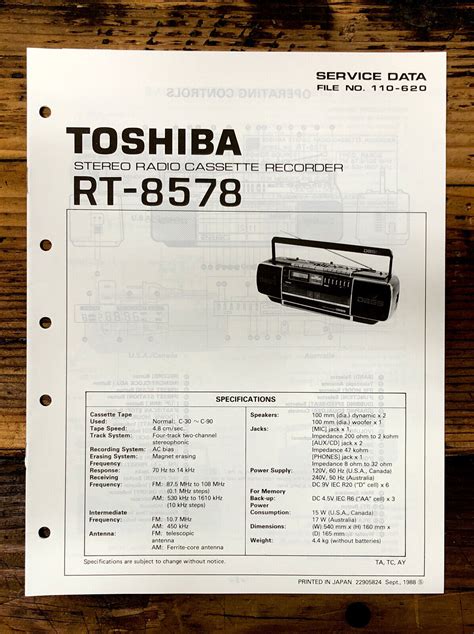 SERVICE DATA
FILE NO. 110-620
TOSHIBA
STEREO RADIO CASSETTE RECORDER
RT-8578
SPECIFICATIONS
Cassette Tape
Used: Normal: C-30 ~ C-90
Tape Speed: 4.8 cm/sec.
Track System: Four-track two-channel
stereophonic
Recording System: AC bias
Erasing System: Magnet erasing
Frequency
Response: 70 Hz to 14 kHz
Receiving
Frequency: FM: 87.5 MHz to 108 MHz
(0.1 MHz steps)
AM: 530 kHz to 1610 kHz
(10 kHz steps)
Intermediate
Frequency: FM: 10.7 MHz
AM: 450 kHz
Antenna: FM: telescopic
antenna
AM: Ferrite-core antenna
Speakers: 100 mm (dia.) dynamic x 2
100 mm (dia.) woofer x 1
Jacks: [MIC] jack x 1
Impedance 200 ohm to 2 kohm
[AUX/CD] jack x 2
Impedance 47 kohm
[PHONES] jack x 1
Impedance 8 ohm to 32 ohm
Power Supply: 120V, 60 Hz (U.S.A., Canada)
240V, 50 Hz (Australia)
DC 9V IEC R20 ("D" cell) x 6
For Memory
Back-up: DC 4.5V IEC R6 ("AA" cell) x 3
Power
Consumption: 15 W (U.S.A., Canada)
17 W (Australia)
Dimensions: (W) 540 mm x (H) 160 mm x
(D) 165 mm
Weight: 4.4 kg (without batteries)
Specifications are subject to change without notice.
TA, TC, AY
PRINTED IN JAPAN 22905824 Sept., 1988 Ⓢ